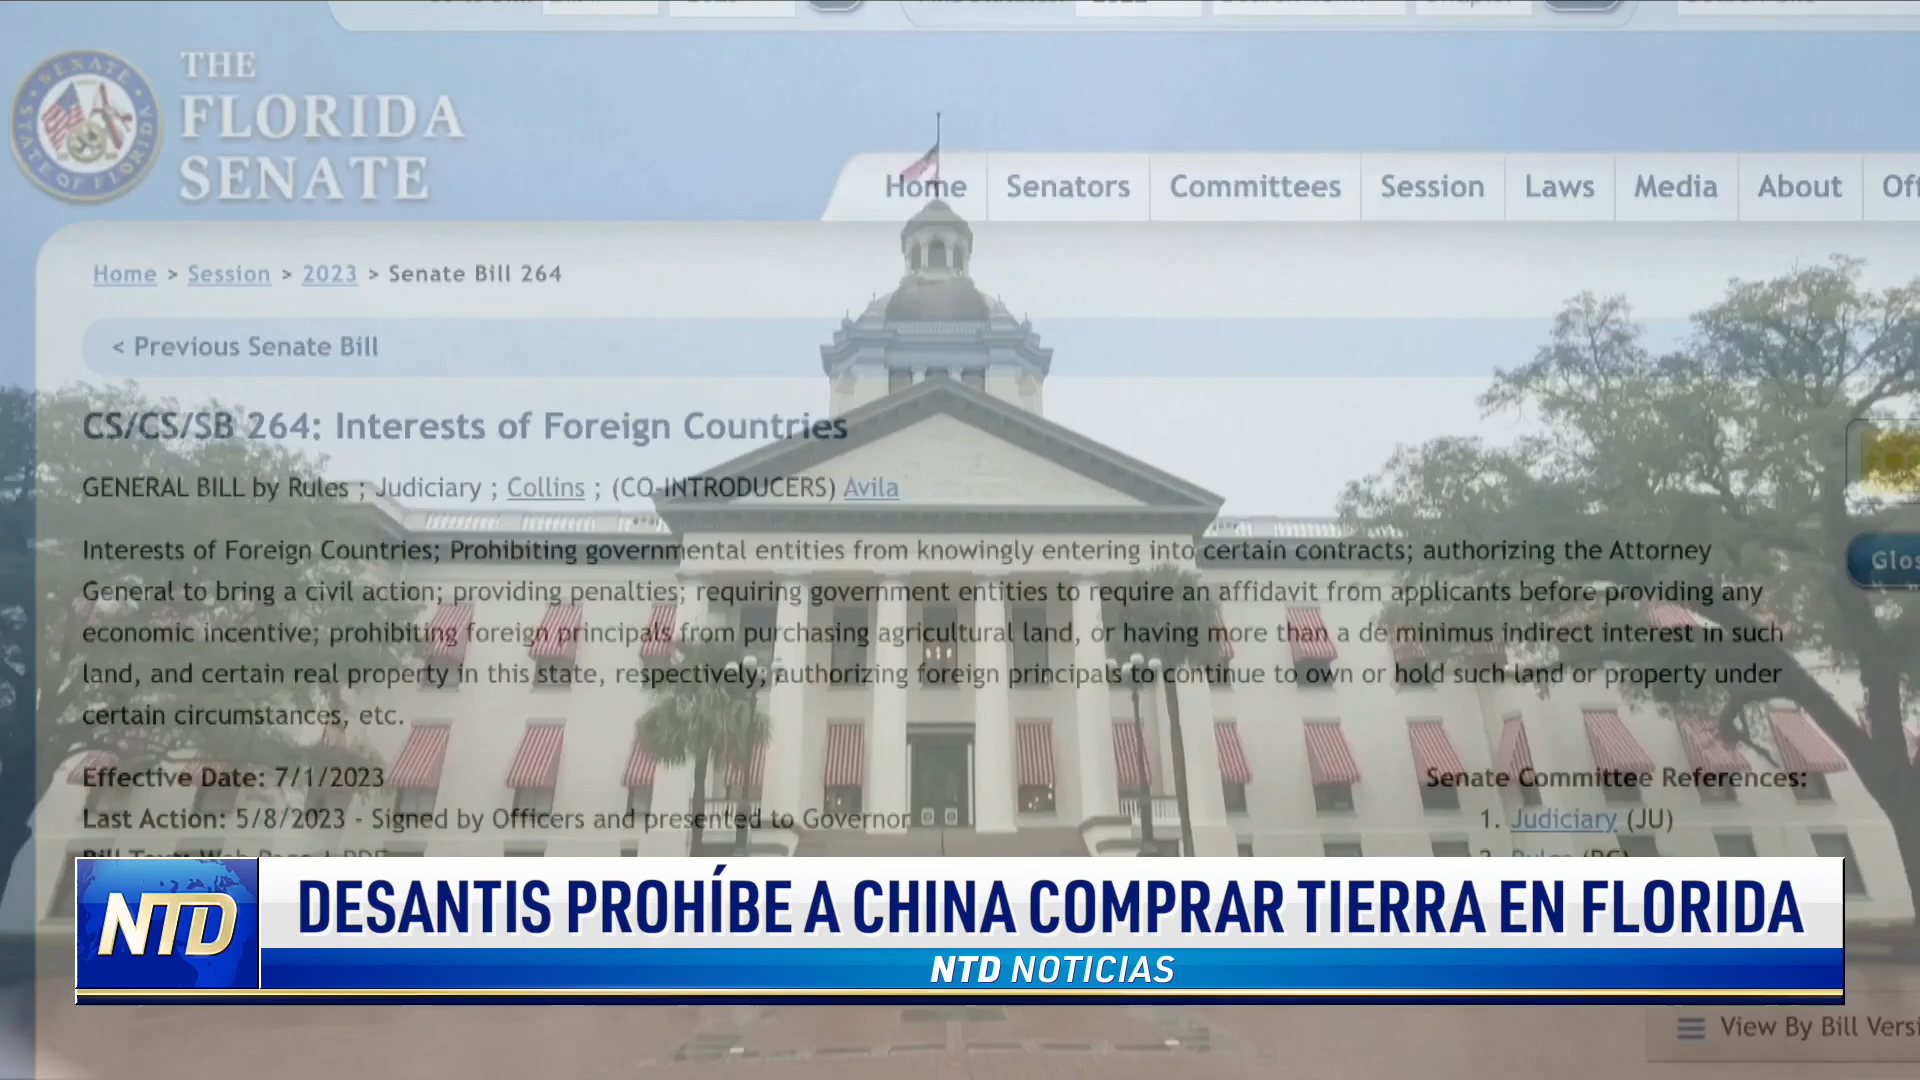 THE
FLORIDA
SENATE
Home Senators Committees Session Laws Media About
Home > Session > 2023 > Senate Bill 264
< Previous Senate Bill
CS/CS/SB 264: Interests of Foreign Countries
GENERAL BILL by Rules ; Judiciary ; Collins ; (CO-INTRODUCERS) Avila
Interests of Foreign Countries; Prohibiting governmental entities from knowingly entering into certain contracts; authorizing the Attorney
General to bring a civil action; providing penalties; requiring government entities to require an affidavit from applicants before providing any
economic incentive; prohibiting foreign principals from purchasing agricultural land, or having more than a de minimus indirect interest in such
land, and certain real property in this state, respectively; authorizing foreign principals to continue to own or hold such land or property under
certain circumstances, etc.
Effective Date: 7/1/2023
Last Action: 5/8/2023 - Signed by Officers and presented to Governor
Senate Committee References:
1. Judiciary (JU)
NTD
DESANTIS PROHÍBE A CHINA COMPRAR TIERRA EN FLORIDA
NTD NOTICIAS
View By Bill